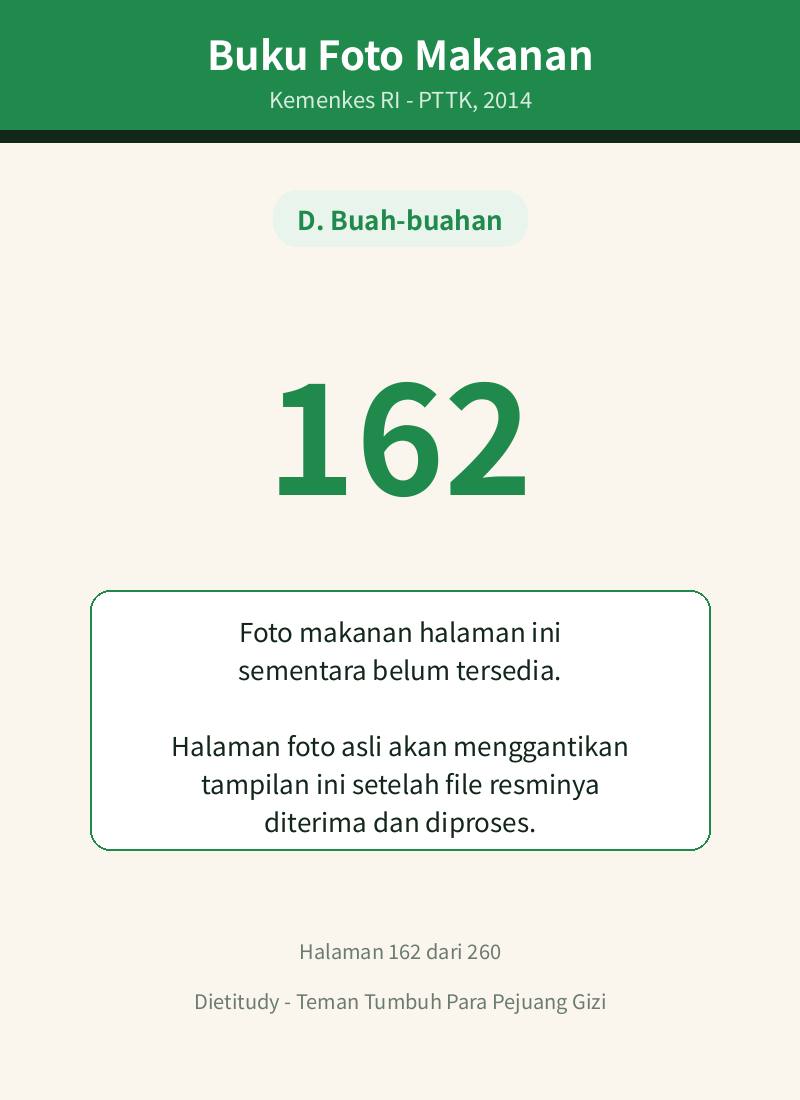 Buku Foto Makanan
Kemenkes RI - PTTK, 2014
D. Buah-buahan
162
Foto makanan halaman ini
sementara belum tersedia.
Halaman foto asli akan menggantikan
tampilan ini setelah file resminya
diterima dan diproses.
Halaman 162 dari 260
Dietitudy - Teman Tumbuh Para Pejuang Gizi